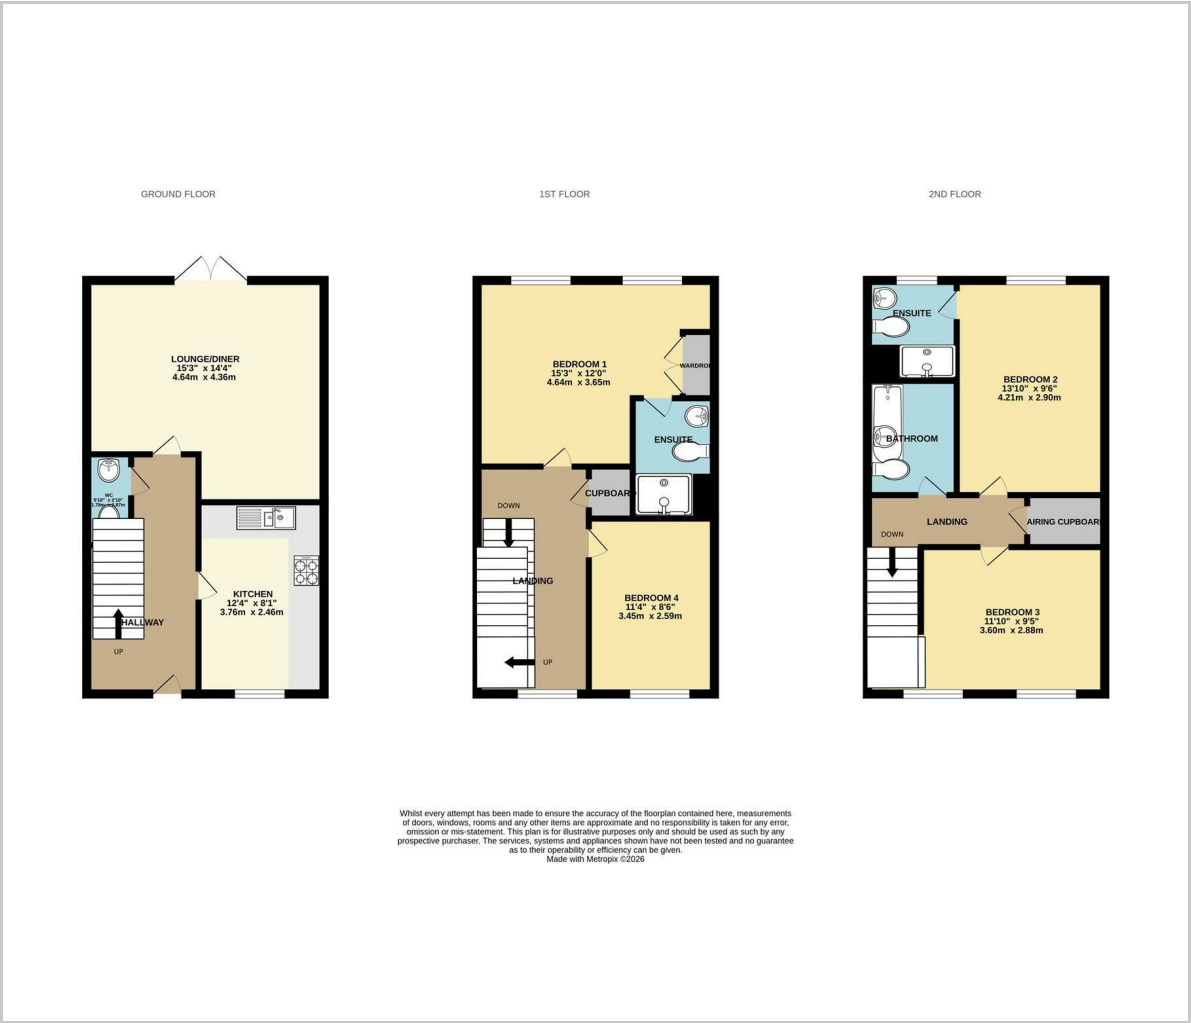 GROUND FLOOR
LOUNGE/DINER
15'3" x 14'4"
4.64m x 4.36m
WC
5'10" x 2'10"
KITCHEN
12'4" x 8'1"
3.76m x 2.46m
HALLWAY
UP
1ST FLOOR
BEDROOM 1
15'3" x 12'0"
4.64m x 3.65m
WARDROB
ENSUITE
CUPBOAR
DOWN
LANDING
BEDROOM 4
11'4" x 8'6"
3.45m x 2.59m
UP
2ND FLOOR
ENSUITE
BEDROOM 2
13'10" x 9'6"
4.21m x 2.90m
BATHROOM
LANDING
AIRING CUPBOAR
DOWN
BEDROOM 3
11'10" x 9'5"
3.60m x 2.88m
Whilst every attempt has been made to ensure the accuracy of the floorplan contained here, measurements
of doors, windows, rooms and any other items are approximate and no responsibility is taken for any error,
omission or mis-statement. This plan is for illustrative purposes only and should be used as such by any
prospective purchaser. The services, systems and appliances shown have not been tested and no guarantee
as to their operability or efficiency can be given.
Made with Metropix ©2026